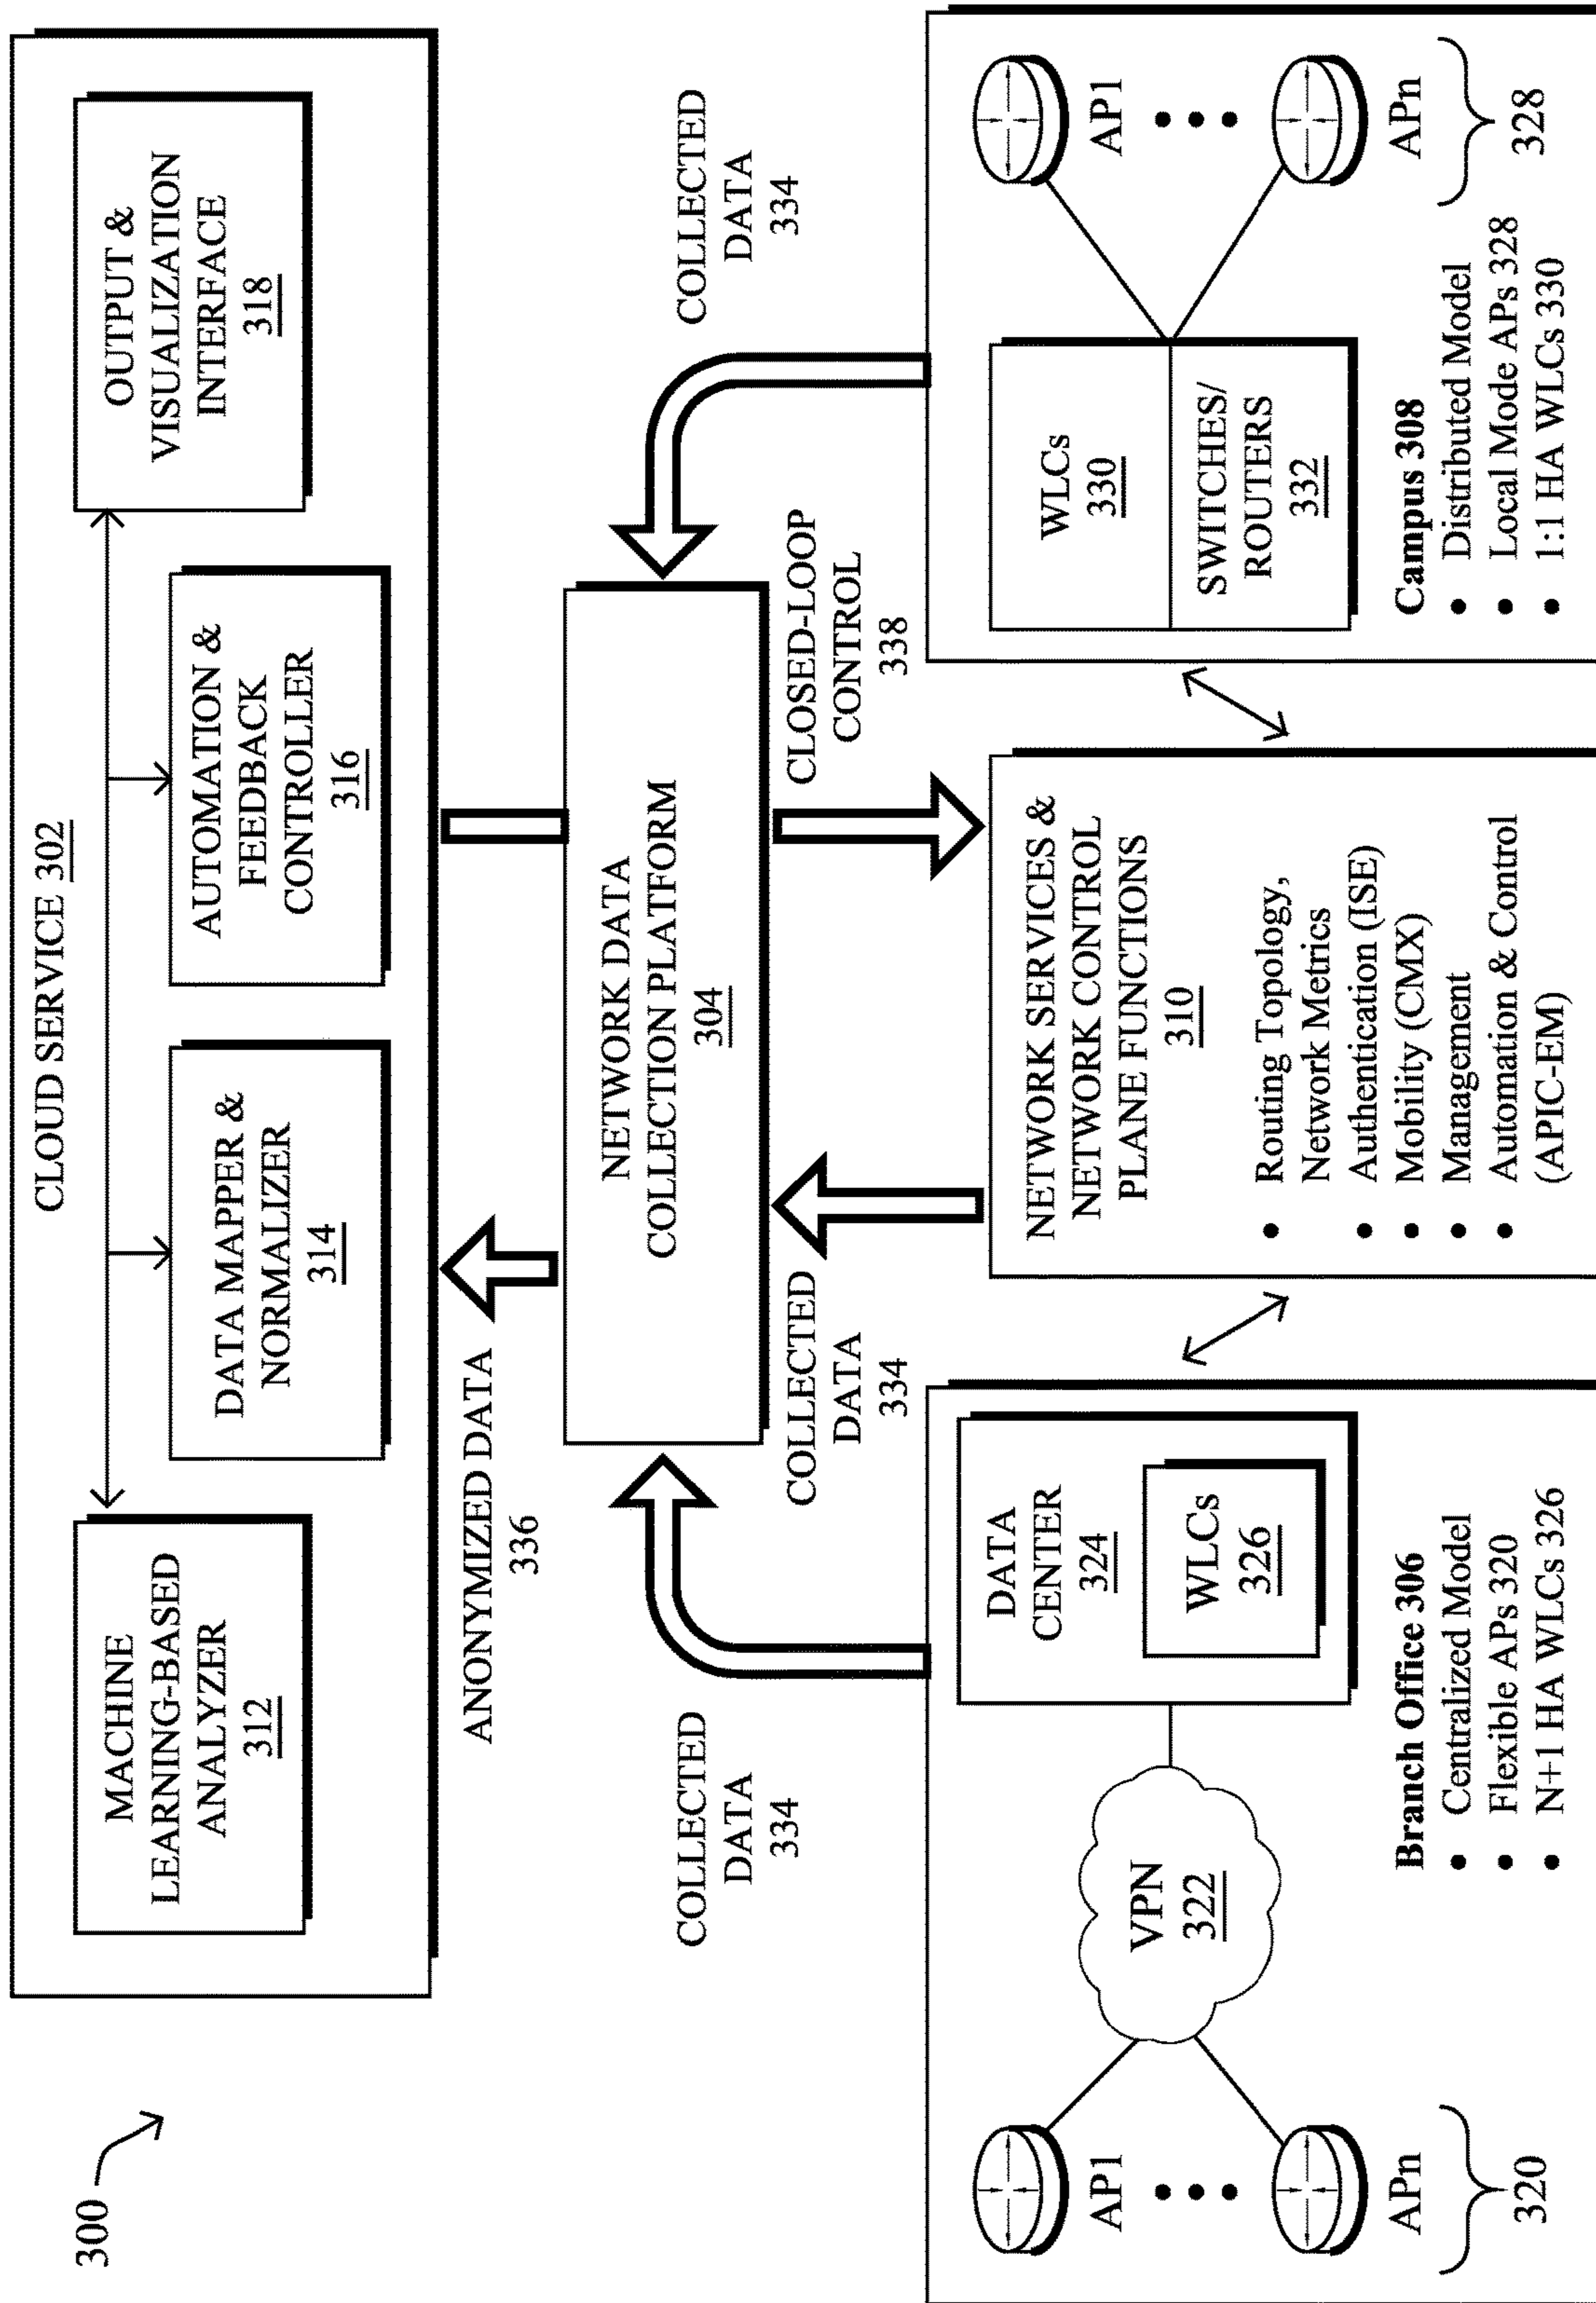 300
CLOUD SERVICE 302
MACHINE
LEARNING-BASED
ANALYZER
312
DATA MAPPER &
NORMALIZER
314
AUTOMATION &
FEEDBACK
CONTROLLER
316
OUTPUT &
VISUALIZATION
INTERFACE
318
ANONYMIZED DATA
336
COLLECTED
DATA
334
NETWORK DATA
COLLECTION PLATFORM
304
COLLECTED
DATA
334
COLLECTED
DATA
334
CLOSED-LOOP
CONTROL
338
AP1
APn
320
VPN
322
DATA
CENTER
324
WLCs
326
Branch Office 306
• Centralized Model
• Flexible APs 320
• N+1 HA WLCs 326
NETWORK SERVICES &
NETWORK CONTROL
PLANE FUNCTIONS
310
• Routing Topology,
Network Metrics
• Authentication (ISE)
• Mobility (CMX)
• Management
• Automation & Control
(APIC-EM)
WLCs
330
SWITCHES/
ROUTERS
332
AP1
APn
328
Campus 308
• Distributed Model
• Local Mode APs 328
• 1:1 HA WLCs 330